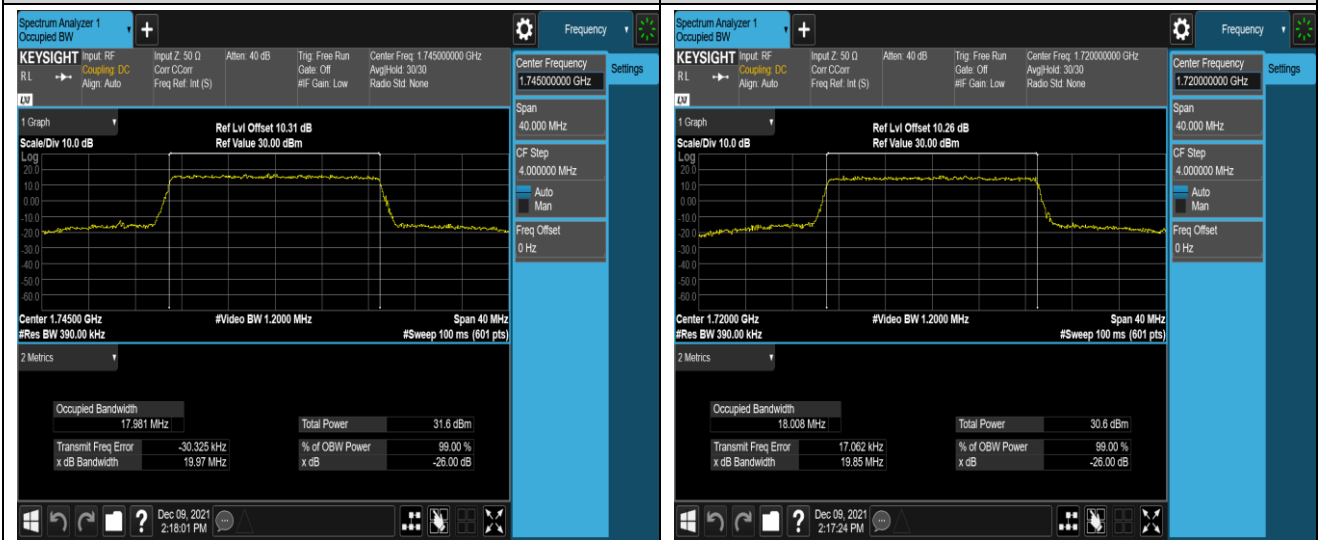 Spectrum Analyzer 1
Occupied BW
+
Frequency
KEYSIGHT
Input: RF
Coupling: DC
Align: Auto
Input Z: 50 Ω
Corr CCorr
Freq Ref: Int (S)
Atten: 40 dB
Trig: Free Run
Gate: Off
#IF Gain: Low
Center Freq: 1.745000000 GHz
Avg|Hold: 30/30
Radio Std: None
RL
LXI
Center Frequency
1.745000000 GHz
Settings
Span
40.000 MHz
CF Step
4.000000 MHz
Auto
Man
Freq Offset
0 Hz
1 Graph
Scale/Div 10.0 dB
Ref Lvl Offset 10.31 dB
Ref Value 30.00 dBm
Log
20.0
10.0
0.00
-10.0
-20.0
-30.0
-40.0
-50.0
-60.0
Center 1.74500 GHz
#Video BW 1.2000 MHz
Span 40 MHz
#Res BW 390.00 kHz
#Sweep 100 ms (601 pts)
2 Metrics
Occupied Bandwidth
17.981 MHz
Total Power 31.6 dBm
Transmit Freq Error -30.325 kHz
% of OBW Power 99.00 %
x dB Bandwidth 19.97 MHz
x dB -26.00 dB
?
Dec 09, 2021
2:18:01 PM
Spectrum Analyzer 1
Occupied BW
+
Frequency
KEYSIGHT
Input: RF
Coupling: DC
Align: Auto
Input Z: 50 Ω
Corr CCorr
Freq Ref: Int (S)
Atten: 40 dB
Trig: Free Run
Gate: Off
#IF Gain: Low
Center Freq: 1.720000000 GHz
Avg|Hold: 30/30
Radio Std: None
RL
LXI
Center Frequency
1.720000000 GHz
Settings
Span
40.000 MHz
CF Step
4.000000 MHz
Auto
Man
Freq Offset
0 Hz
1 Graph
Scale/Div 10.0 dB
Ref Lvl Offset 10.26 dB
Ref Value 30.00 dBm
Log
20.0
10.0
0.00
-10.0
-20.0
-30.0
-40.0
-50.0
-60.0
Center 1.72000 GHz
#Video BW 1.2000 MHz
Span 40 MHz
#Res BW 390.00 kHz
#Sweep 100 ms (601 pts)
2 Metrics
Occupied Bandwidth
18.008 MHz
Total Power 30.6 dBm
Transmit Freq Error 17.062 kHz
% of OBW Power 99.00 %
x dB Bandwidth 19.85 MHz
x dB -26.00 dB
?
Dec 09, 2021
2:17:24 PM